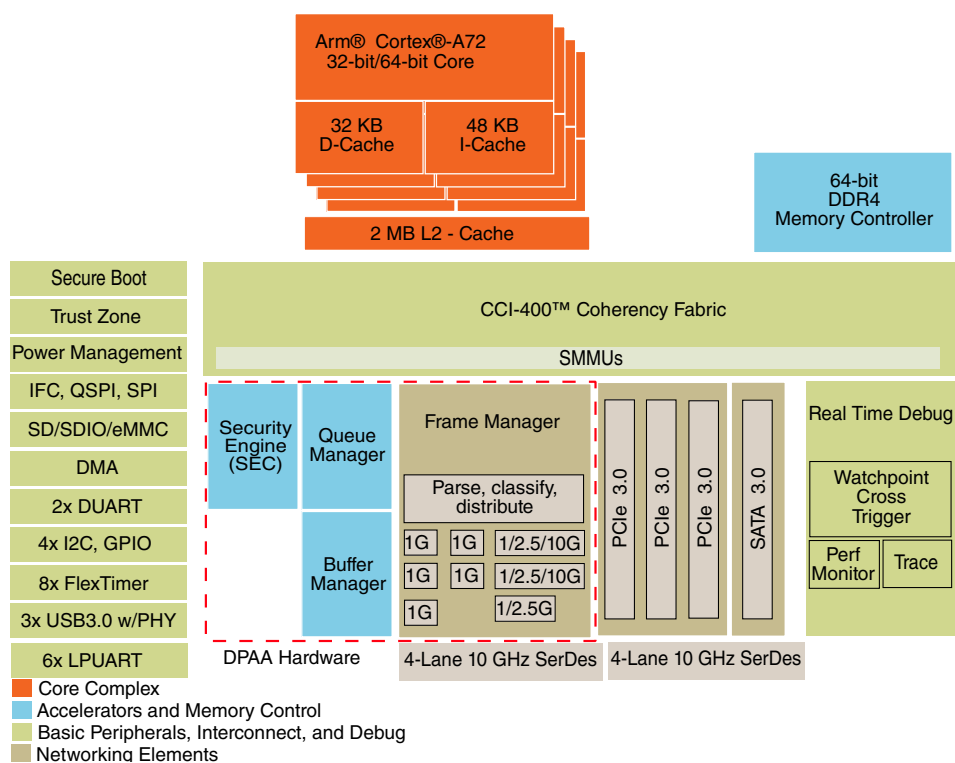 Arm® Cortex®-A72
32-bit/64-bit Core
32 KB
D-Cache
48 KB
I-Cache
2 MB L2 - Cache
64-bit
DDR4
Memory Controller
Secure Boot
Trust Zone
Power Management
IFC, QSPI, SPI
SD/SDIO/eMMC
DMA
2x DUART
4x I2C, GPIO
8x FlexTimer
3x USB3.0 w/PHY
6x LPUART
CCI-400™ Coherency Fabric
SMMUs
Security
Engine
(SEC)
Queue
Manager
Buffer
Manager
DPAA Hardware
Frame Manager
Parse, classify,
distribute
1G
1G
1/2.5/10G
1G
1G
1/2.5/10G
1G
1/2.5G
4-Lane 10 GHz SerDes
PCIe 3.0
PCIe 3.0
PCIe 3.0
SATA 3.0
4-Lane 10 GHz SerDes
Real Time Debug
Watchpoint
Cross
Trigger
Perf
Monitor
Trace
Core Complex
Accelerators and Memory Control
Basic Peripherals, Interconnect, and Debug
Networking Elements